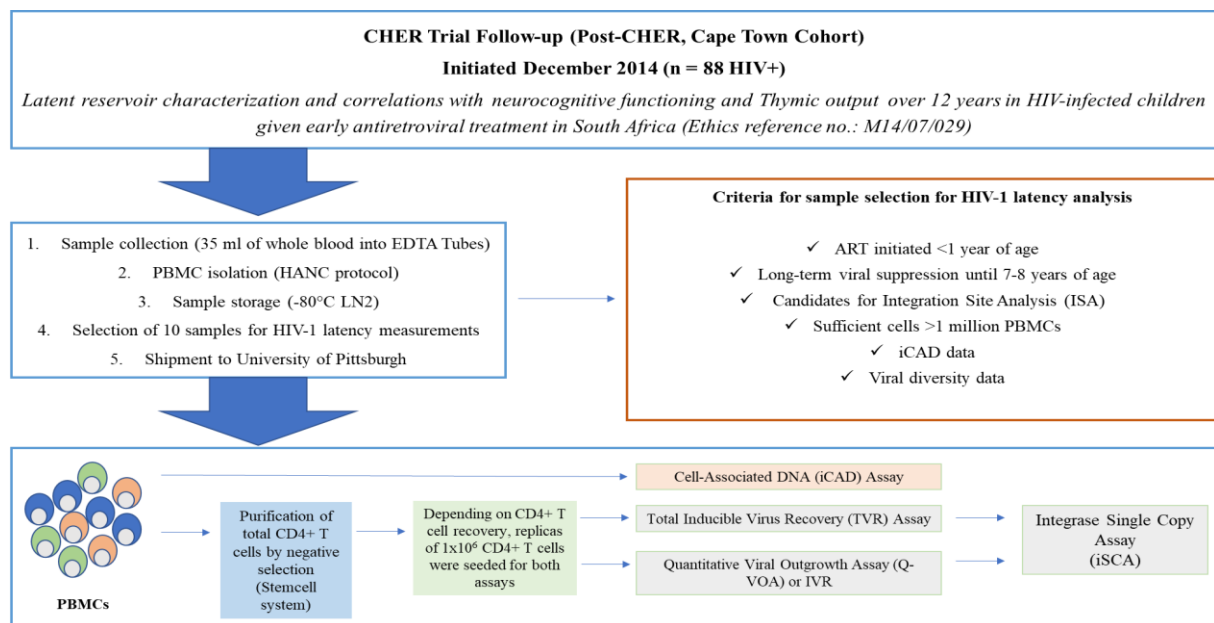 CHER Trial Follow-up (Post-CHER, Cape Town Cohort)
Initiated December 2014 (n = 88 HIV+)
Latent reservoir characterization and correlations with neurocognitive functioning and Thymic output over 12 years in HIV-infected children
given early antiretroviral treatment in South Africa (Ethics reference no.: M14/07/029)
1. Sample collection (35 ml of whole blood into EDTA Tubes)
2. PBMC isolation (HANC protocol)
3. Sample storage (-80°C LN2)
4. Selection of 10 samples for HIV-1 latency measurements
5. Shipment to University of Pittsburgh
Criteria for sample selection for HIV-1 latency analysis
✓ ART initiated <1 year of age
✓ Long-term viral suppression until 7-8 years of age
✓ Candidates for Integration Site Analysis (ISA)
✓ Sufficient cells >1 million PBMCs
✓ iCAD data
✓ Viral diversity data
PBMCs
Purification of
total CD4+ T
cells by negative
selection
(Stemcell
system)
Depending on CD4+ T
cell recovery, replicas
of 1x10⁶ CD4+ T cells
were seeded for both
assays
Cell-Associated DNA (iCAD) Assay
Total Inducible Virus Recovery (TVR) Assay
Quantitative Viral Outgrowth Assay (Q-
VOA) or IVR
Integrase Single Copy
Assay
(iSCA)